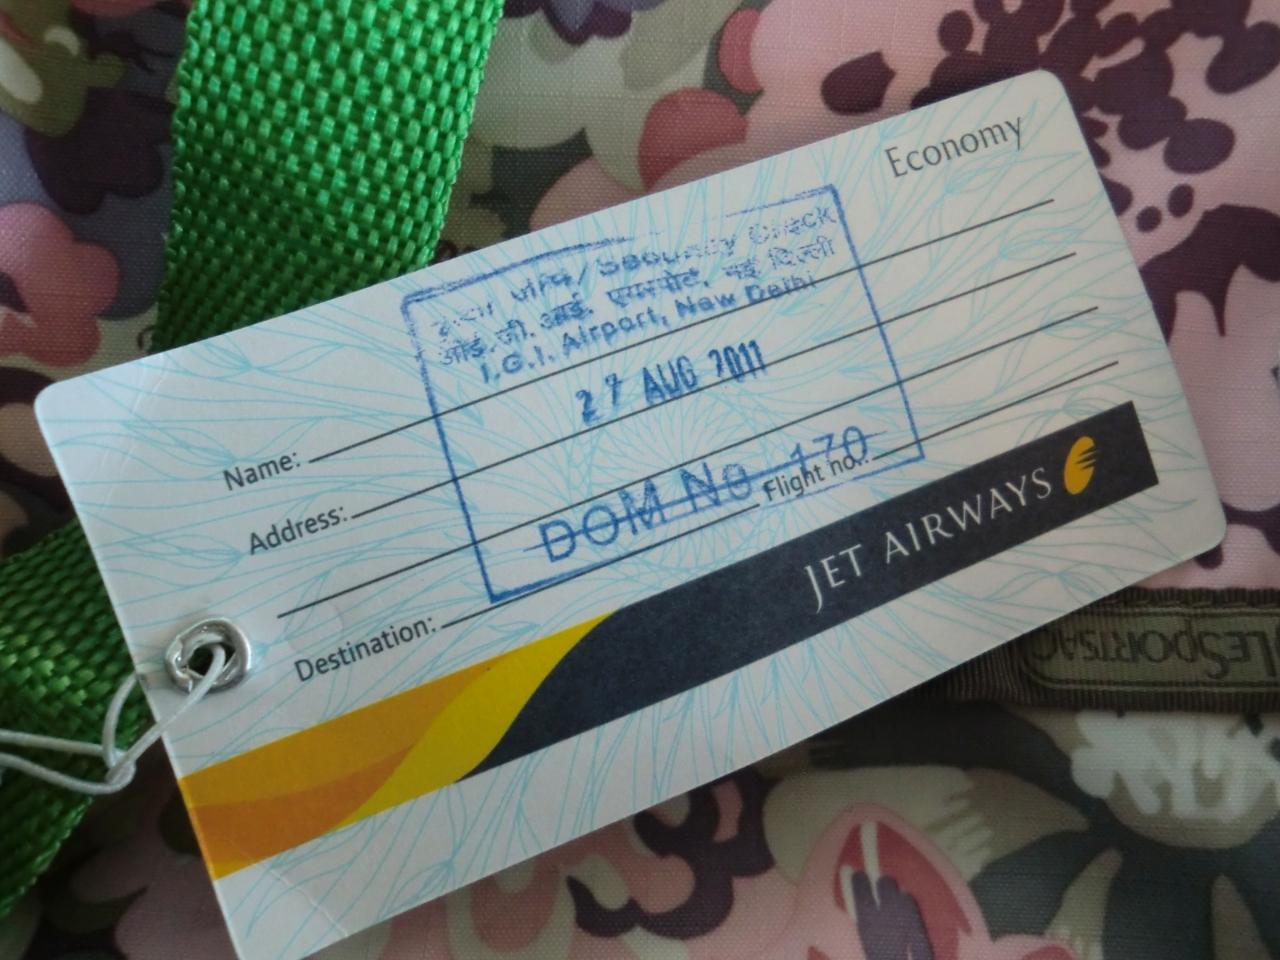 Economy
सुरक्षा जांच/Security Check
आई.जी.आई. एयरपोर्ट, नई दिल्ली
I.G.I. Airport, New Delhi
27 AUG 2011
DOM No 170
Name:
Address:
Destination:
Flight no.:
JET AIRWAYS
LESPORTSAC